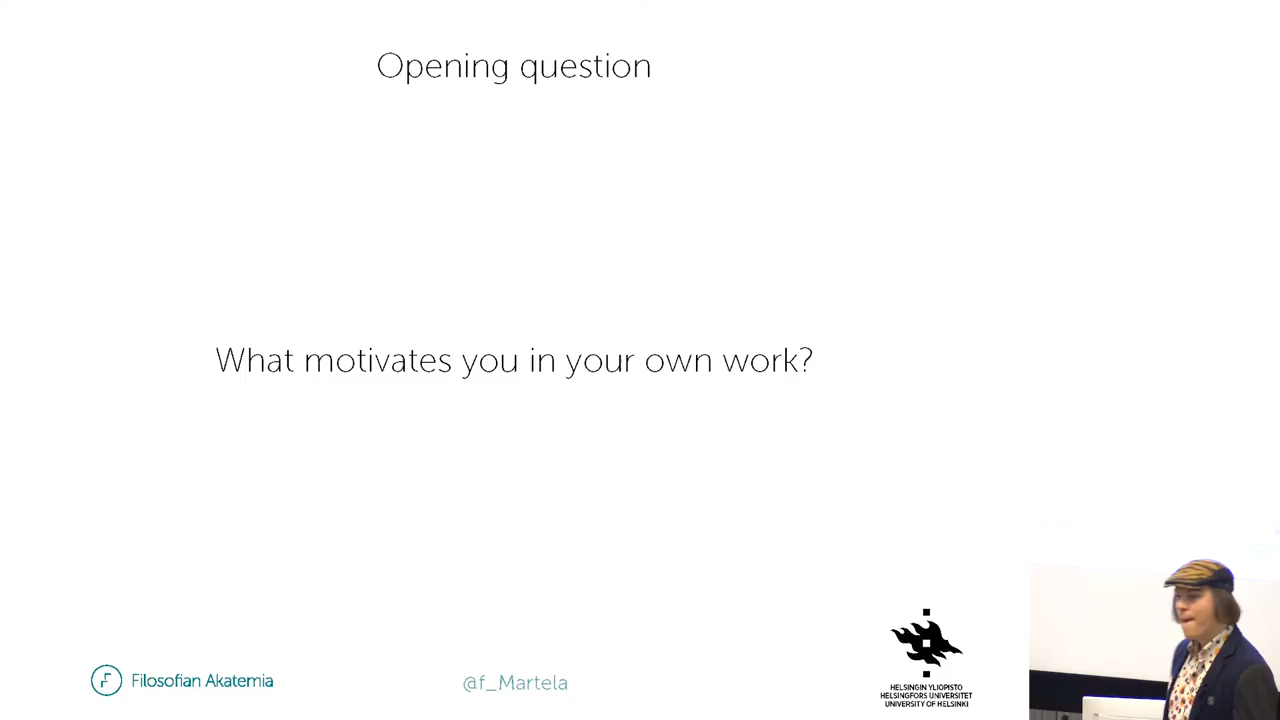 Opening question
What motivates you in your own work?
Filosofian Akatemia
@f_Martela
HELSINGIN YLIOPISTO
HELSINGFORS UNIVERSITET
UNIVERSITY OF HELSINKI